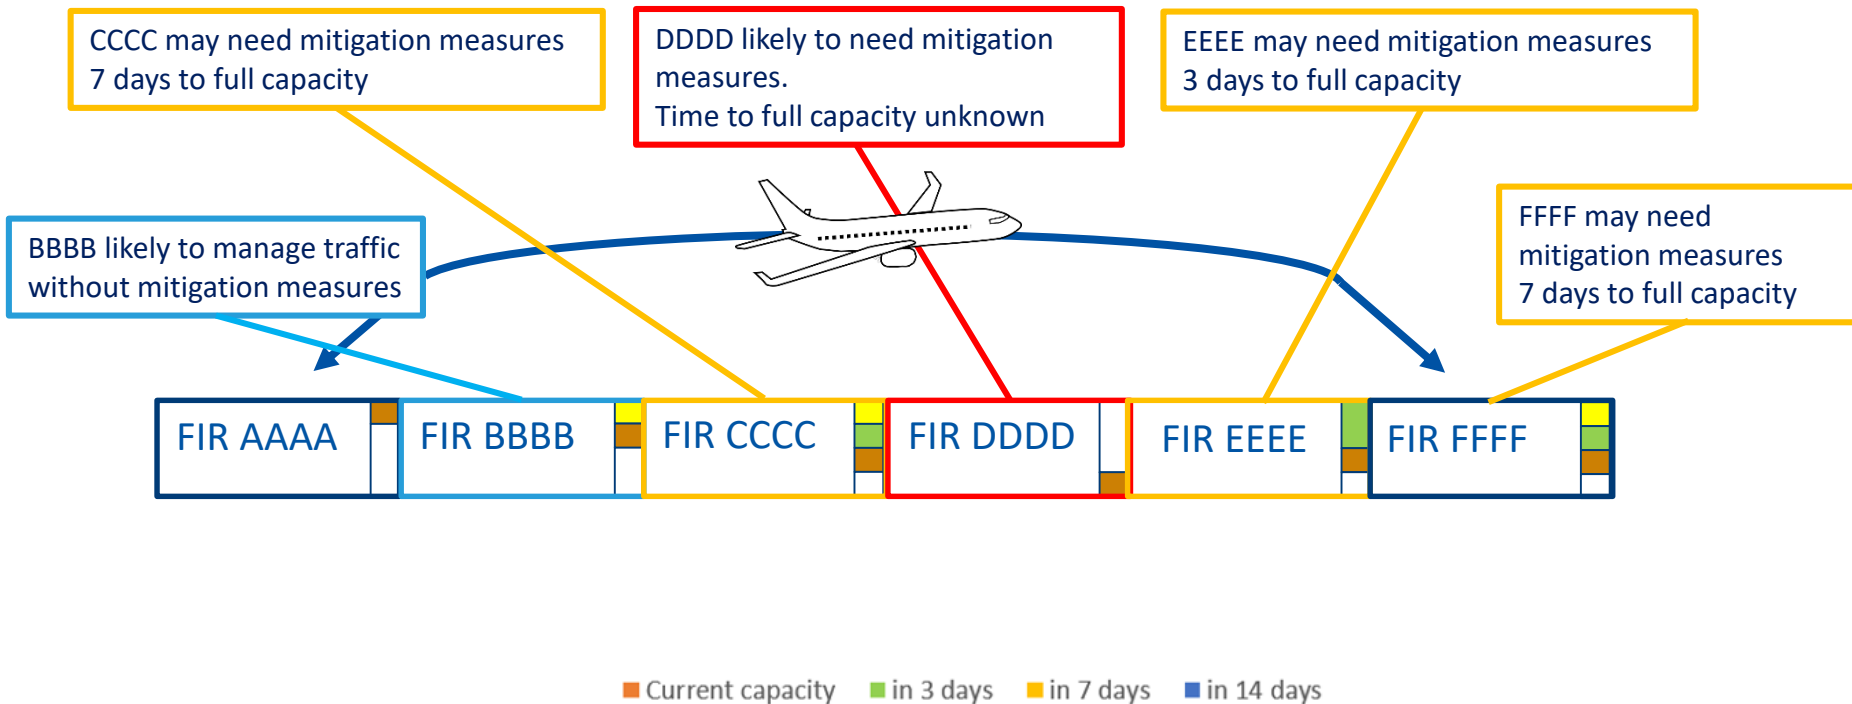 CCCC may need mitigation measures
7 days to full capacity
DDDD likely to need mitigation
measures.
Time to full capacity unknown
EEEE may need mitigation measures
3 days to full capacity
BBBB likely to manage traffic
without mitigation measures
FFFF may need
mitigation measures
7 days to full capacity
FIR AAAA
FIR BBBB
FIR CCCC
FIR DDDD
FIR EEEE
FIR FFFF
Current capacity
in 3 days
in 7 days
in 14 days